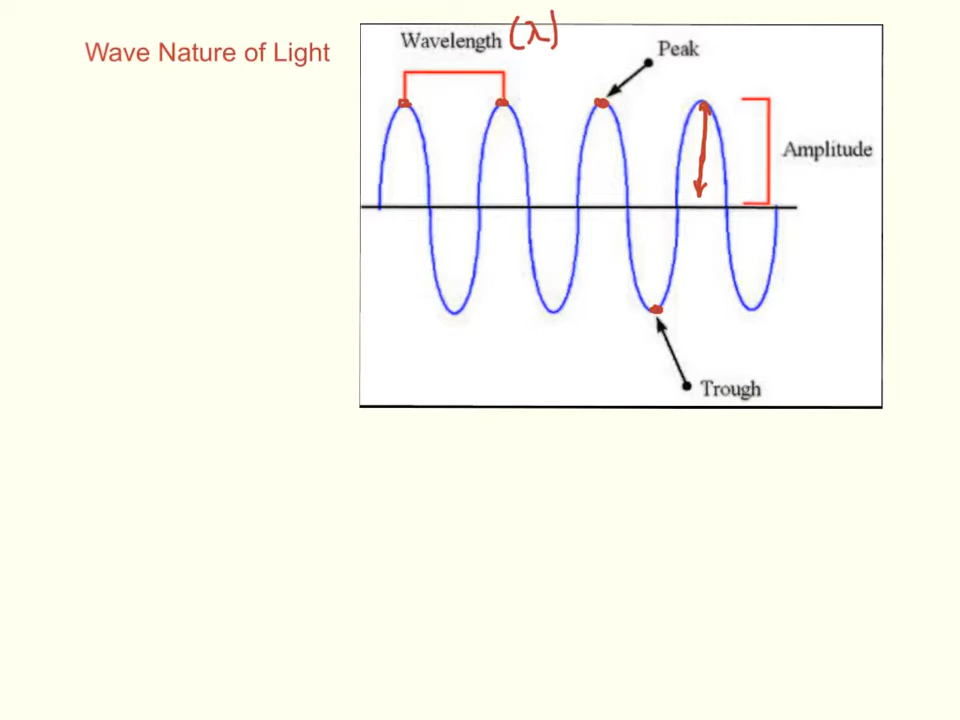 Wave Nature of Light
Wavelength (λ)
Peak
Amplitude
Trough